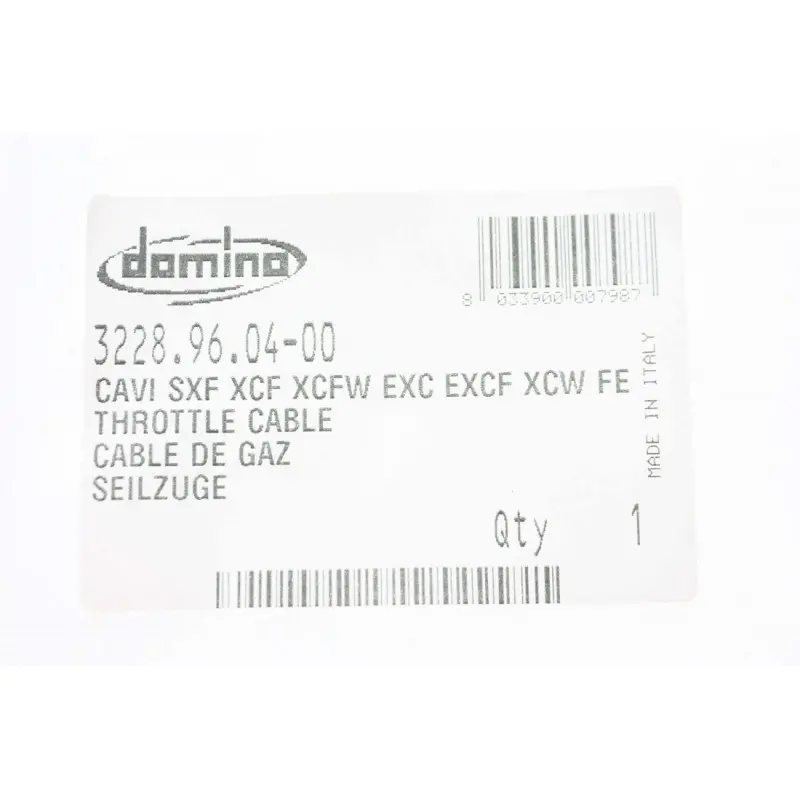 domino
8 033900 007987
3228.96.04-00
CAVI SXF XCF XCFW EXC EXCF XCW FE
THROTTLE CABLE
CABLE DE GAZ
SEILZUGE
MADE IN ITALY
Qty 1